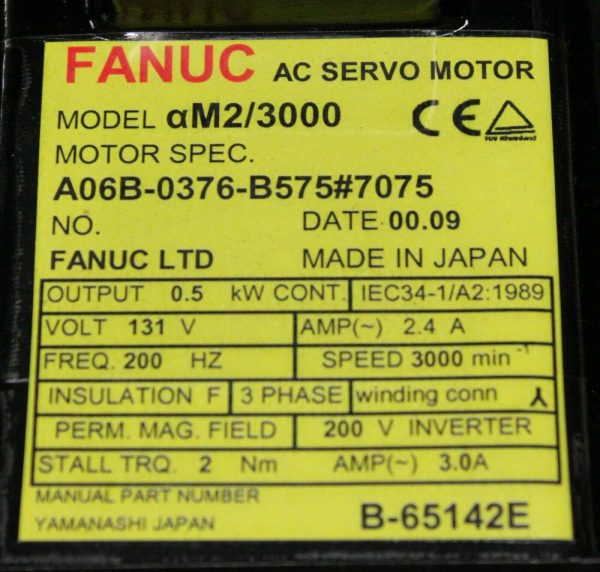 FANUC AC SERVO MOTOR
MODEL αM2/3000 CE
TUV Rheinland
MOTOR SPEC.
A06B-0376-B575#7075
NO. DATE 00.09
FANUC LTD MADE IN JAPAN
OUTPUT 0.5 kW CONT. IEC34-1/A2:1989
VOLT 131 V AMP(~) 2.4 A
FREQ. 200 HZ SPEED 3000 min⁻¹
INSULATION F 3 PHASE winding conn
PERM. MAG. FIELD 200 V INVERTER
STALL TRQ. 2 Nm AMP(~) 3.0A
MANUAL PART NUMBER
YAMANASHI JAPAN B-65142E